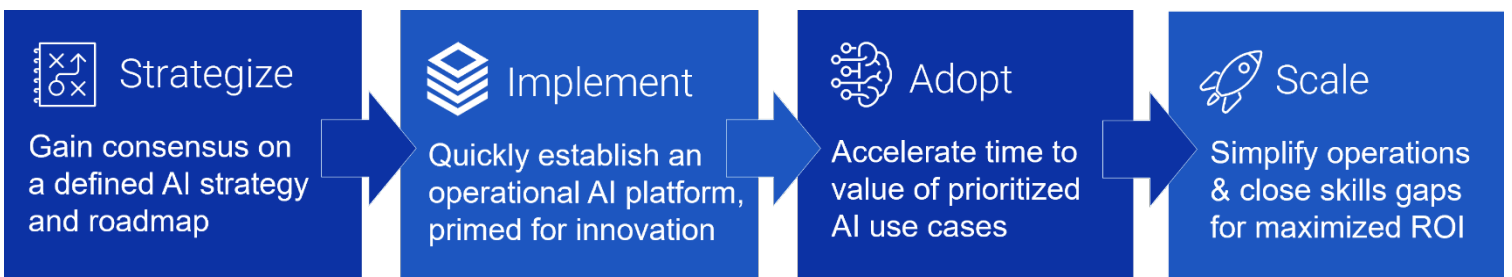 Strategize
Gain consensus on
a defined AI strategy
and roadmap
Implement
Quickly establish an
operational AI platform,
primed for innovation
Adopt
Accelerate time to
value of prioritized
AI use cases
Scale
Simplify operations
& close skills gaps
for maximized ROI